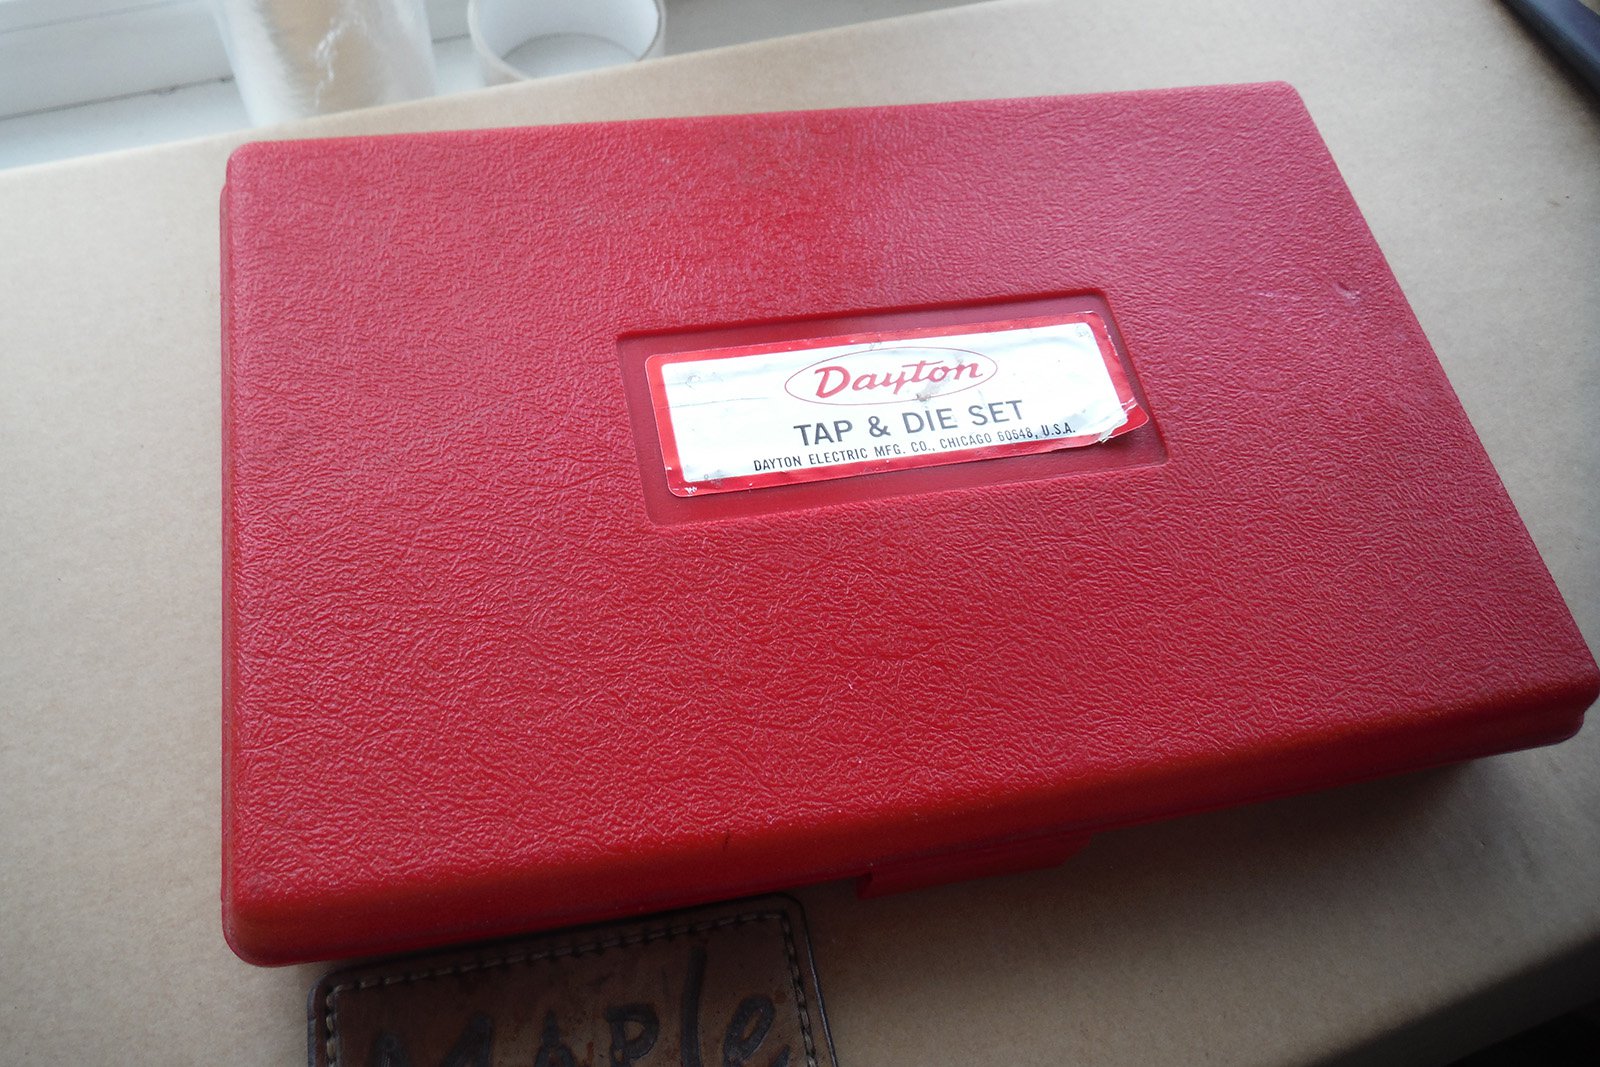 Dayton
TAP & DIE SET
DAYTON ELECTRIC MFG. CO., CHICAGO 60648, U.S.A.
MAPle